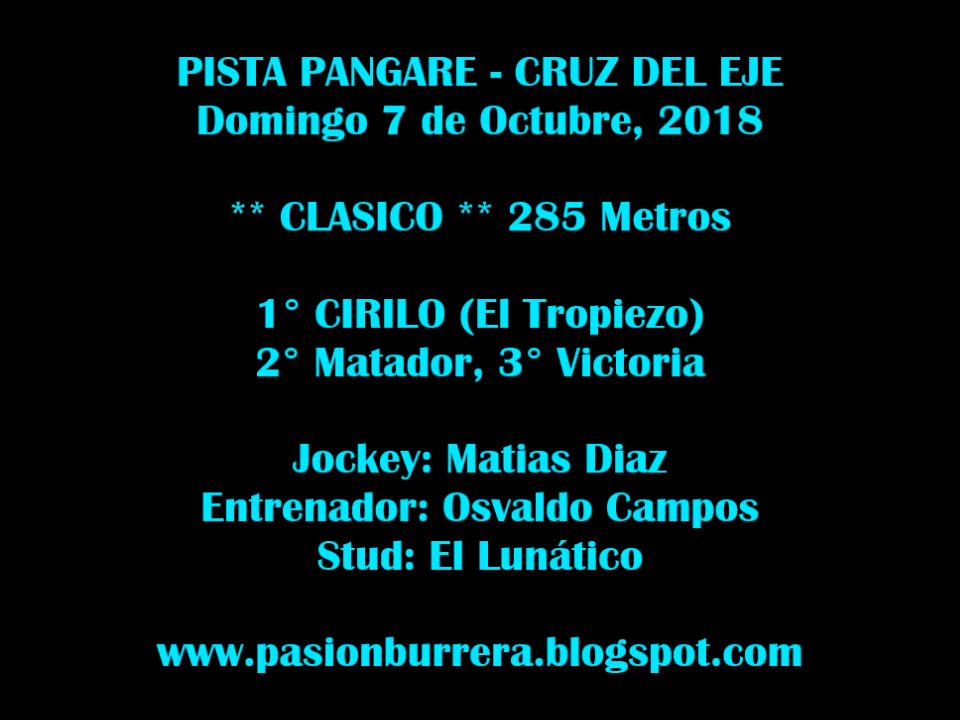 PISTA PANGARE - CRUZ DEL EJE
Domingo 7 de Octubre, 2018
** CLASICO ** 285 Metros
1° CIRILO (El Tropiezo)
2° Matador, 3° Victoria
Jockey: Matias Diaz
Entrenador: Osvaldo Campos
Stud: El Lunático
www.pasionburrera.blogspot.com